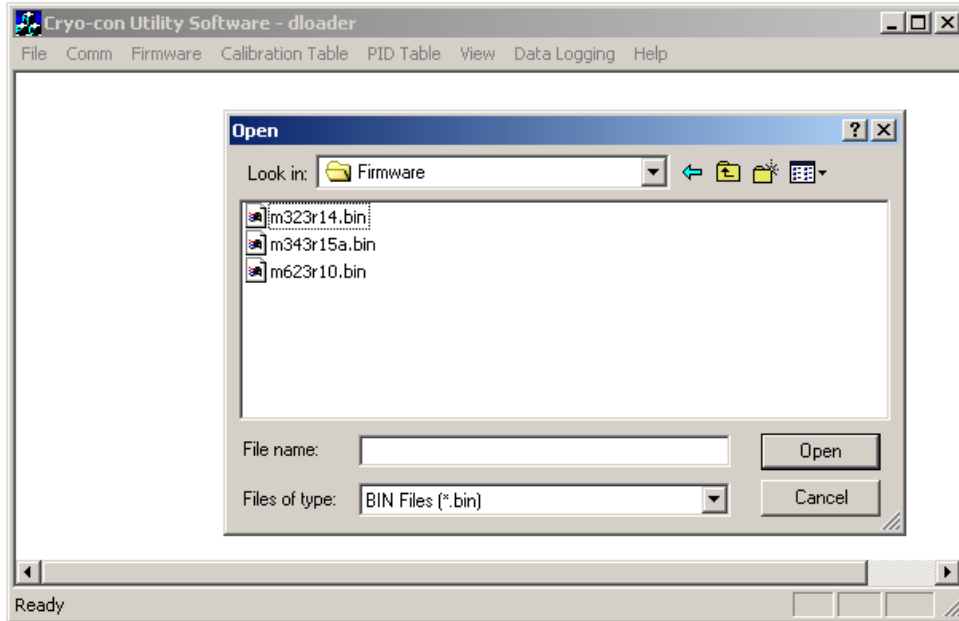 Cryo-con Utility Software - dloader
File Comm Firmware Calibration Table PID Table View Data Logging Help
Open
Look in: Firmware
m323r14.bin
m343r15a.bin
m623r10.bin
File name: Open
Files of type: BIN Files (*.bin) Cancel
Ready